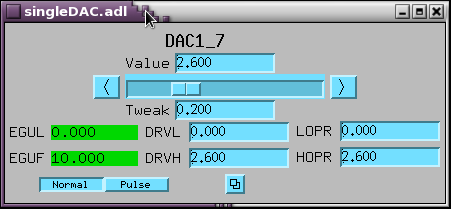 singleDAC.adl
DAC1_7
Value 2.600
Tweak 0.200
EGUL 0.000 DRVL 0.000 LOPR 0.000
EGUF 10.000 DRVH 2.600 HOPR 2.600
Normal Pulse